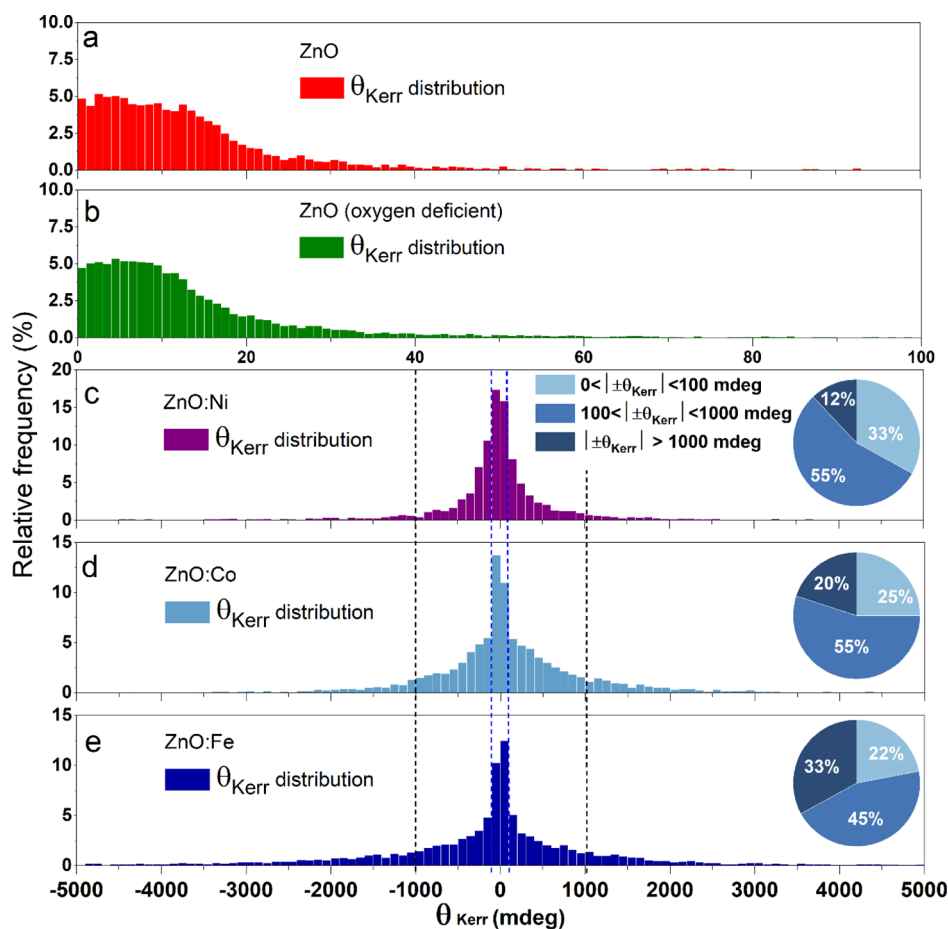 Relative frequency (%)
a
ZnO
θKerr distribution
10.0
7.5
5.0
2.5
0.0
b
ZnO (oxygen deficient)
θKerr distribution
10.0
7.5
5.0
2.5
0.0
0 20 40 60 80 100
c
ZnO:Ni
θKerr distribution
20
15
10
5
0
0<|±θKerr|<100 mdeg
100<|±θKerr|<1000 mdeg
|±θKerr| > 1000 mdeg
12%
33%
55%
d
ZnO:Co
θKerr distribution
15
10
5
0
20%
25%
55%
e
ZnO:Fe
θKerr distribution
15
10
5
0
33%
22%
45%
-5000 -4000 -3000 -2000 -1000 0 1000 2000 3000 4000 5000
θ Kerr (mdeg)